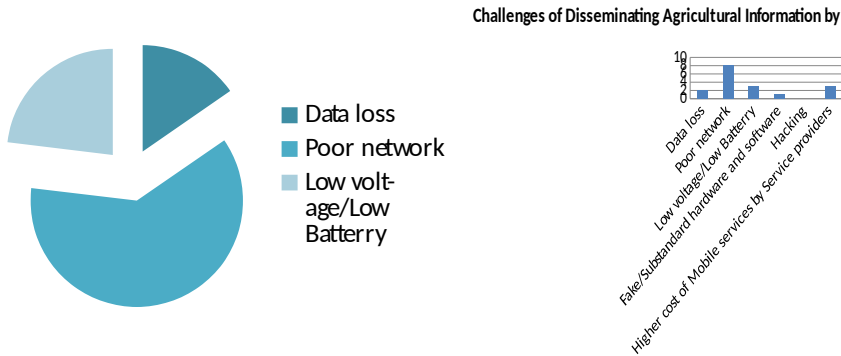 Data loss
Poor network
Low volt-
age/Low
Batterry
Challenges of Disseminating Agricultural Information by
10
8
6
4
2
0
Data loss
Poor network
Low voltage/Low Batterry
Fake/Substandard hardware and software
Hacking
Higher cost of Mobile services by Service providers